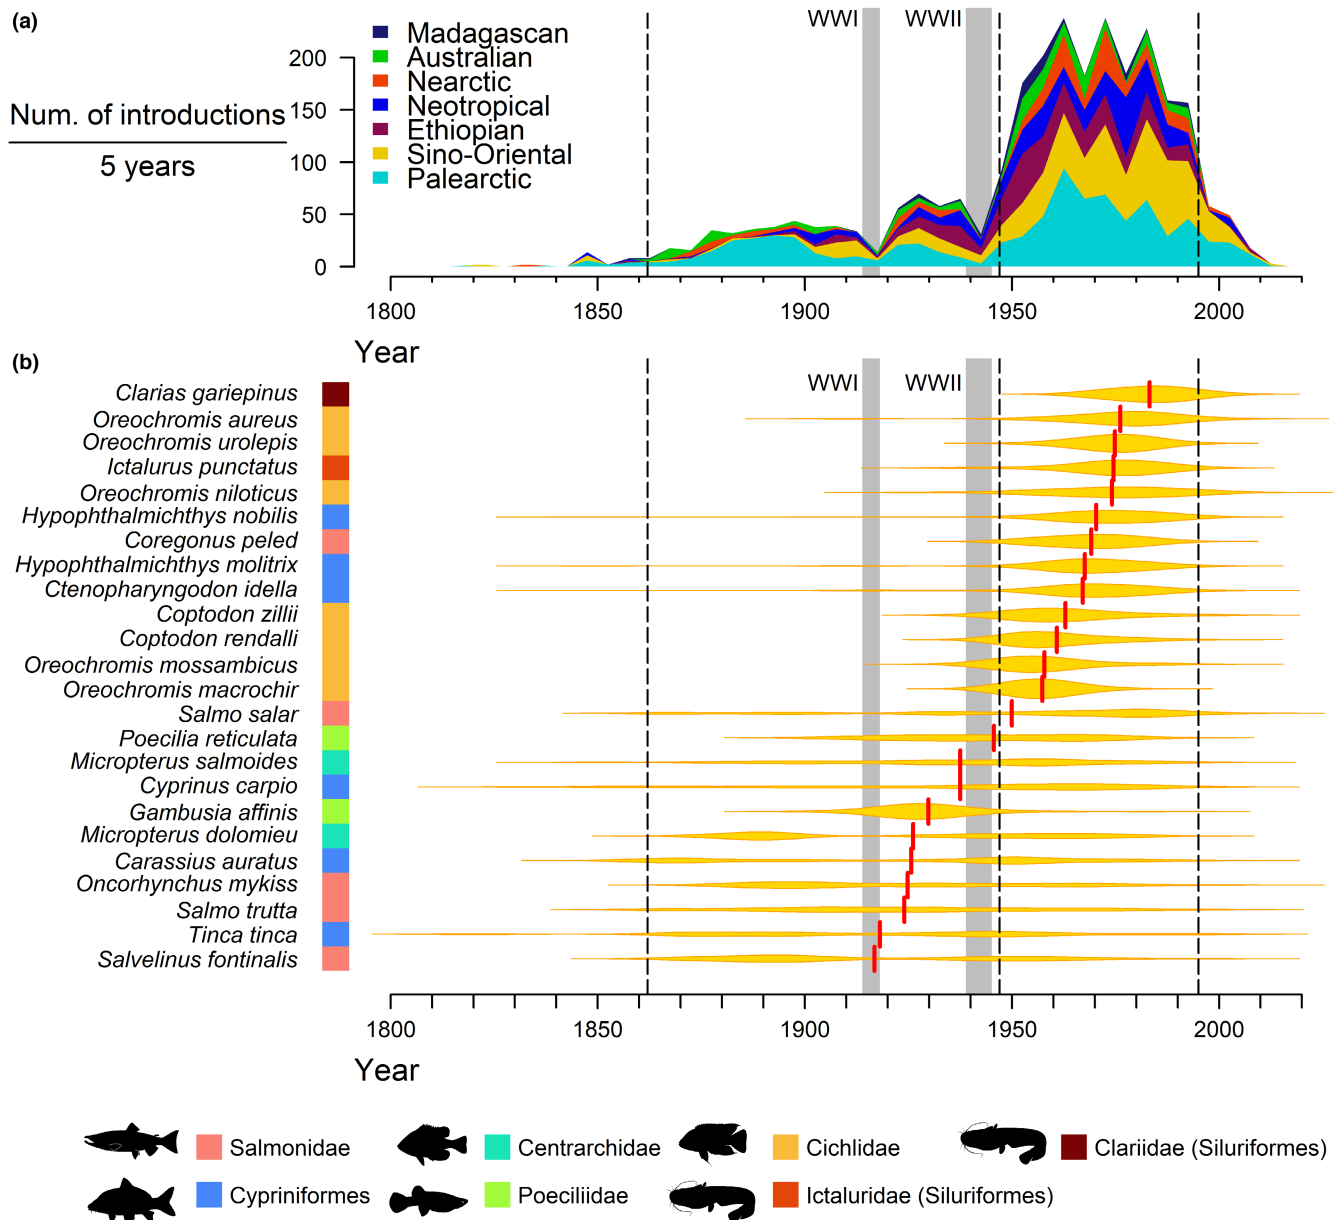 (a)
WWI
WWII
Madagascan
Australian
Nearctic
Neotropical
Ethiopian
Sino-Oriental
Palearctic
Num. of introductions
5 years
200
150
100
50
0
1800 1850 1900 1950 2000
Year
(b)
WWI
WWII
Clarias gariepinus
Oreochromis aureus
Oreochromis urolepis
Ictalurus punctatus
Oreochromis niloticus
Hypophthalmichthys nobilis
Coregonus peled
Hypophthalmichthys molitrix
Ctenopharyngodon idella
Coptodon zillii
Coptodon rendalli
Oreochromis mossambicus
Oreochromis macrochir
Salmo salar
Poecilia reticulata
Micropterus salmoides
Cyprinus carpio
Gambusia affinis
Micropterus dolomieu
Carassius auratus
Oncorhynchus mykiss
Salmo trutta
Tinca tinca
Salvelinus fontinalis
1800 1850 1900 1950 2000
Year
Salmonidae Centrarchidae Cichlidae Clariidae (Siluriformes)
Cypriniformes Poeciliidae Ictaluridae (Siluriformes)